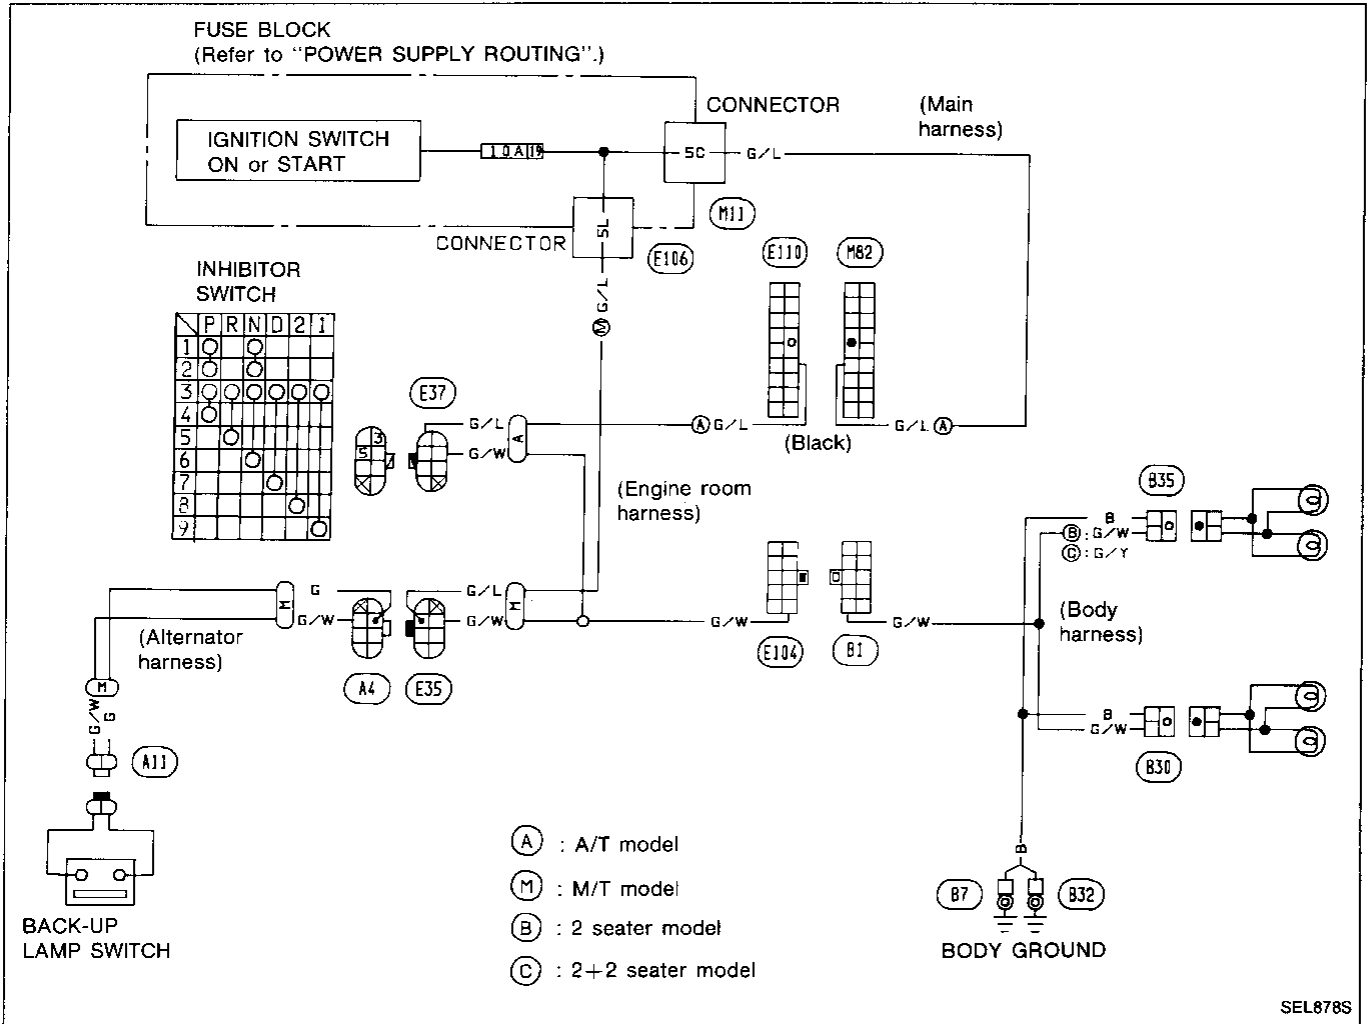 FUSE BLOCK
(Refer to "POWER SUPPLY ROUTING".)
CONNECTOR
(Main
harness)
IGNITION SWITCH
ON or START
10A 19
5C
G/L
M11
5L
CONNECTOR
E106
E110
M82
INHIBITOR
SWITCH
G/L
M
P R N D 2 1
1
2
3
4
5
6
7
8
9
E37
3
5
G/L
G/W
A
A G/L
(Black)
G/L A
(Engine room
harness)
B35
B
B : G/W
C : G/Y
M
G
G/W
G/L
G/W
M
G/W
G/W
(Alternator
harness)
(Body
harness)
A4
E35
E104
B1
M
G/W
G
A11
B
G/W
B30
B
B7
B32
BODY GROUND
BACK-UP
LAMP SWITCH
A : A/T model
M : M/T model
B : 2 seater model
C : 2+2 seater model
SEL878S